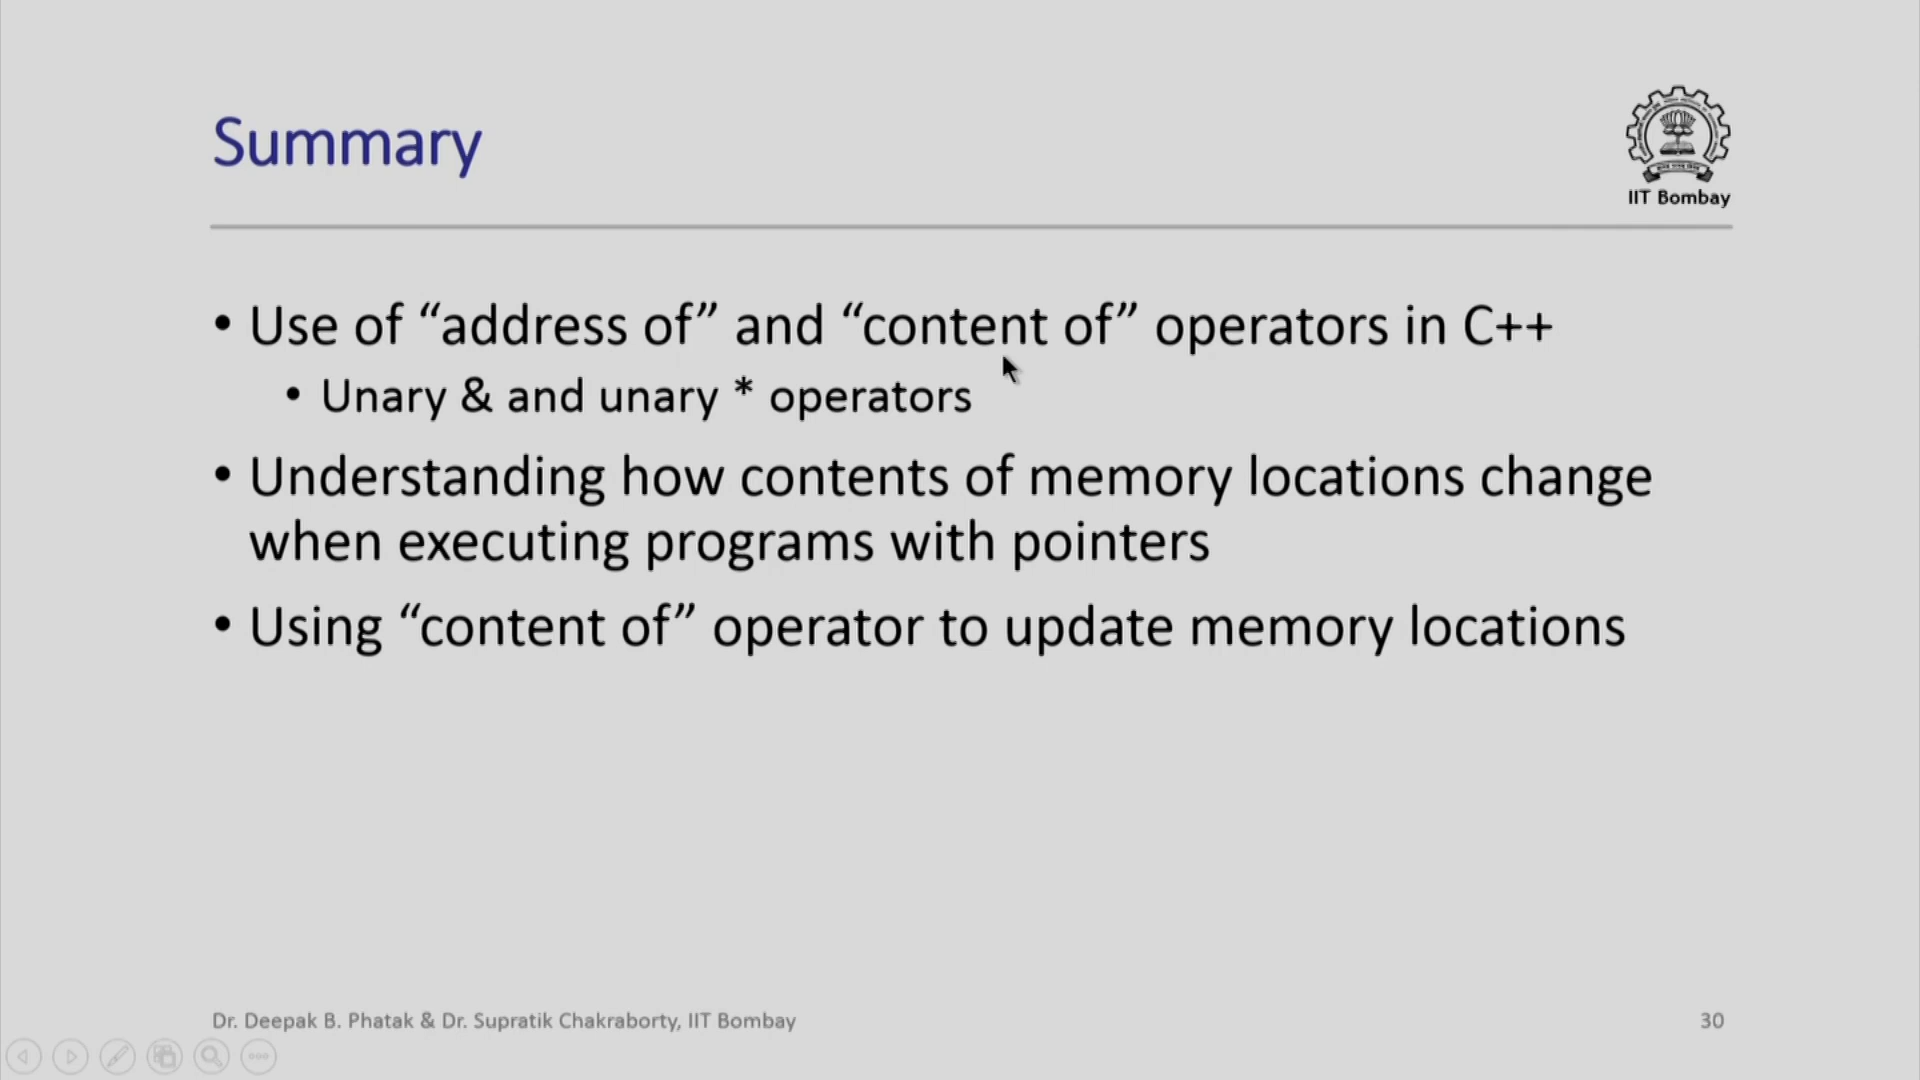 Summary
IIT Bombay
• Use of “address of” and “content of” operators in C++
• Unary & and unary * operators
• Understanding how contents of memory locations change
when executing programs with pointers
• Using “content of” operator to update memory locations
Dr. Deepak B. Phatak & Dr. Supratik Chakraborty, IIT Bombay
30